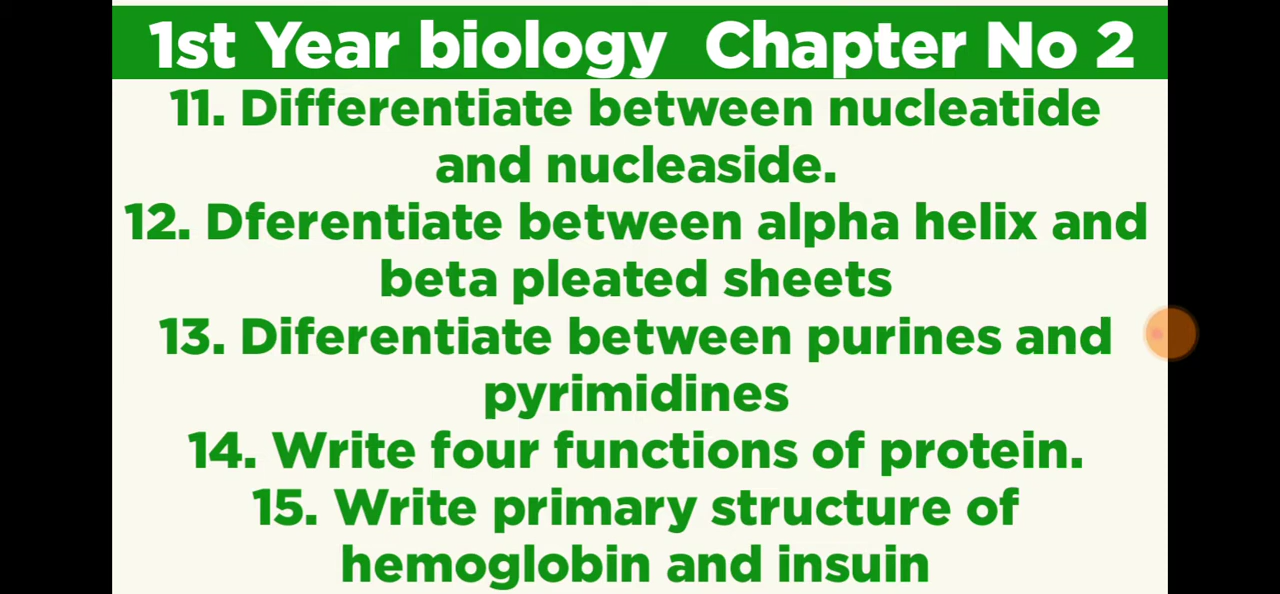 1st Year biology Chapter No 2
11. Differentiate between nucleatide
and nucleaside.
12. Dferentiate between alpha helix and
beta pleated sheets
13. Diferentiate between purines and
pyrimidines
14. Write four functions of protein.
15. Write primary structure of
hemoglobin and insuin